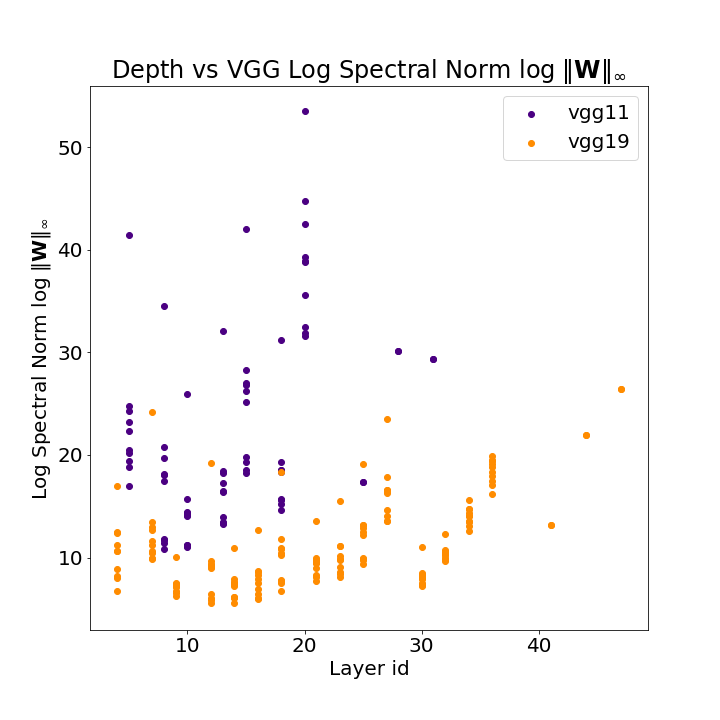 Depth vs VGG Log Spectral Norm log ‖W‖∞
vgg11
vgg19
Log Spectral Norm log ‖W‖∞
50
40
30
20
10
10 20 30 40
Layer id